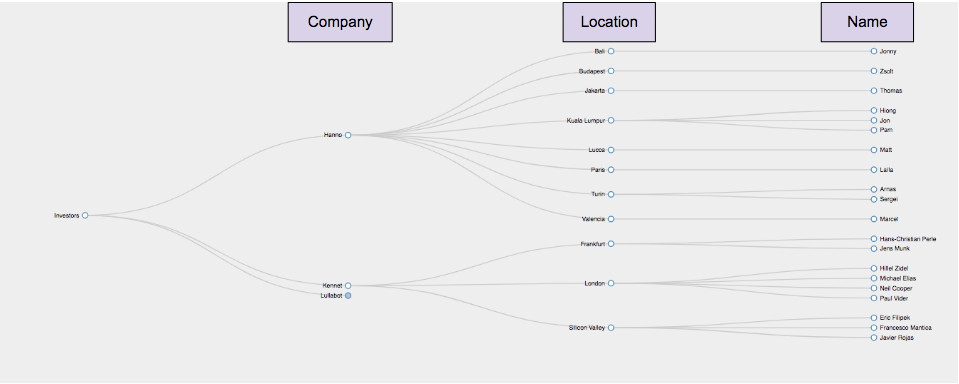 Company Location Name
Bali Jonny
Budapest Zsolt
Jakarta Thomas
Hiong
Kuala Lumpur Jon
Pam
Hanno
Lucca Matt
Paris Laila
Arnas
Turin
Sergei
Investors
Valencia Marcel
Hans-Christian Perle
Frankfurt
Jens Munk
Hillel Zidel
Michael Elias
Kennet London
Neil Cooper
Lullabot
Paul Vider
Eric Filipek
Silicon Valley Francesco Mantica
Javier Rojas